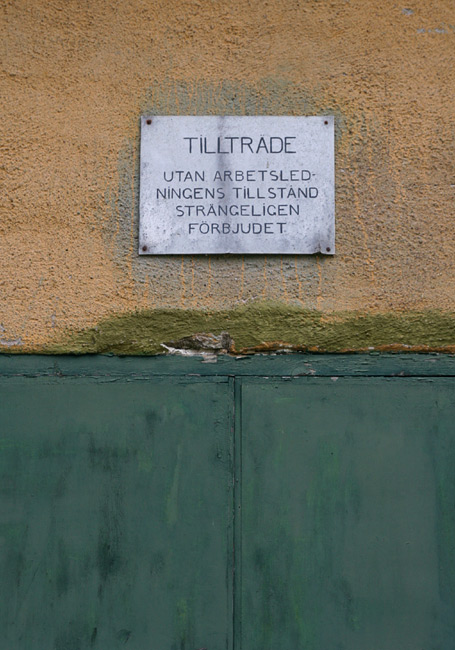 TILLTRÄDE
UTAN ARBETSLED-
NINGENS TILLSTÅND
STRÄNGELIGEN
FÖRBJUDET